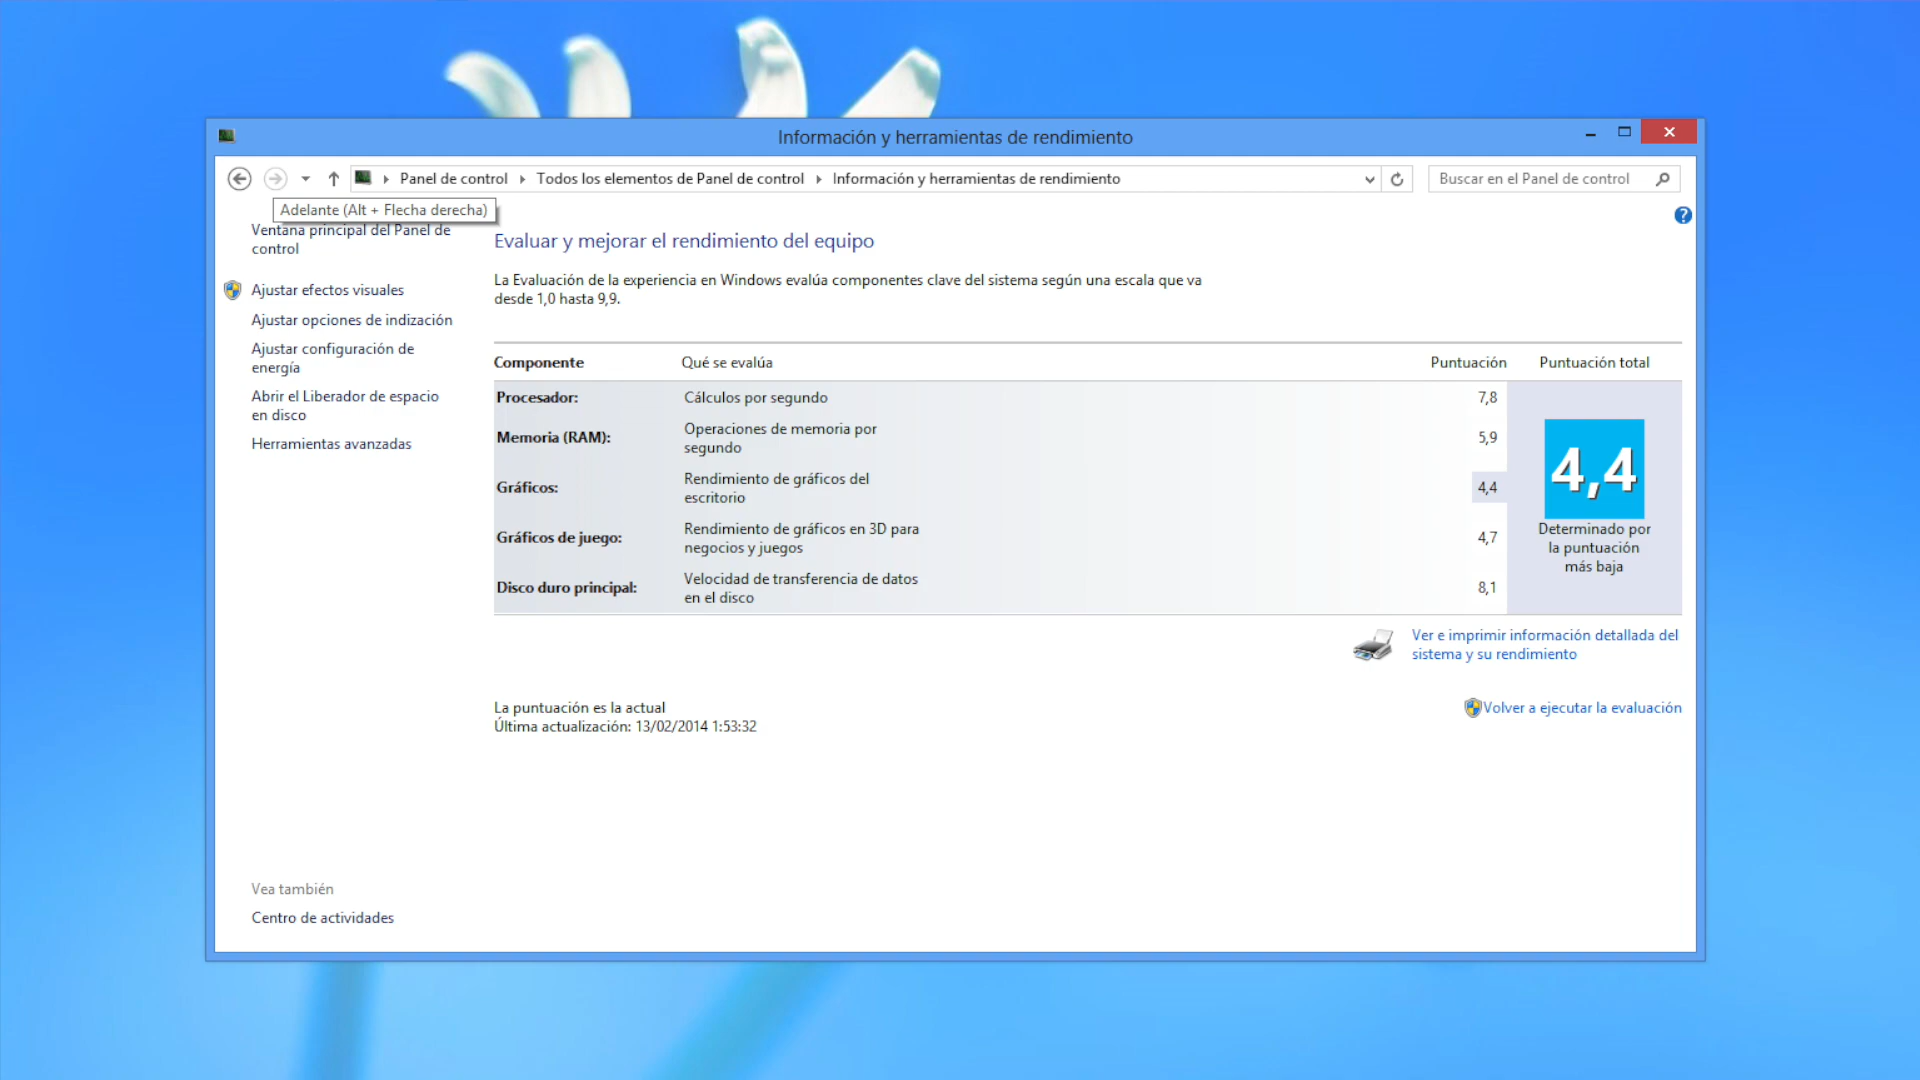 Información y herramientas de rendimiento
Panel de control
Todos los elementos de Panel de control
Información y herramientas de rendimiento
Buscar en el Panel de control
Adelante (Alt + Flecha derecha)
Ventana principal del Panel de
control
Ajustar efectos visuales
Ajustar opciones de indización
Ajustar configuración de
energía
Abrir el Liberador de espacio
en disco
Herramientas avanzadas
Evaluar y mejorar el rendimiento del equipo
La Evaluación de la experiencia en Windows evalúa componentes clave del sistema según una escala que va
desde 1,0 hasta 9,9.
Componente Qué se evalúa Puntuación Puntuación total
Procesador: Cálculos por segundo 7,8
Memoria (RAM): Operaciones de memoria por
segundo 5,9
Gráficos: Rendimiento de gráficos del
escritorio 4,4
Gráficos de juego: Rendimiento de gráficos en 3D para
negocios y juegos 4,7
Disco duro principal: Velocidad de transferencia de datos
en el disco 8,1
4,4
Determinado por
la puntuación
más baja
Ver e imprimir información detallada del
sistema y su rendimiento
La puntuación es la actual
Última actualización: 13/02/2014 1:53:32
Volver a ejecutar la evaluación
Vea también
Centro de actividades